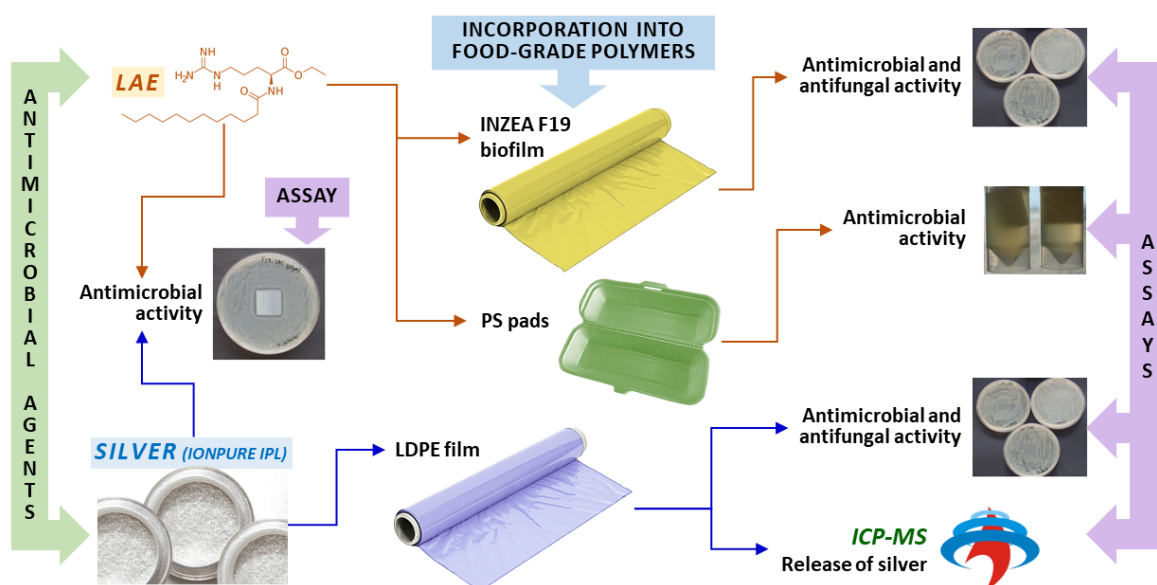 INCORPORATION INTO
FOOD-GRADE POLYMERS
ANTIMICROBIAL AGENTS
LAE
NH
H₂N
N
H
O
O
NH
O
INZEA F19
biofilm
Antimicrobial and
antifungal activity
ASSAY
Antimicrobial
activity
Antimicrobial
activity
PS pads
ASSAYS
SILVER (IONPURE IPL)
LDPE film
Antimicrobial and
antifungal activity
ICP-MS
Release of silver